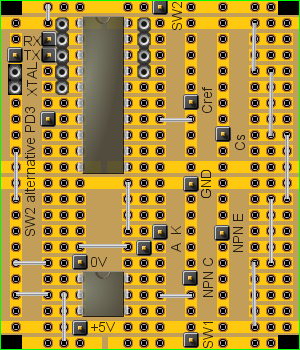 SW2
RX
TX
XTAL
SW2 alternative PD3
Cref
Cs
GND
A K
NPN E
0V
NPN C
+5V
SW1